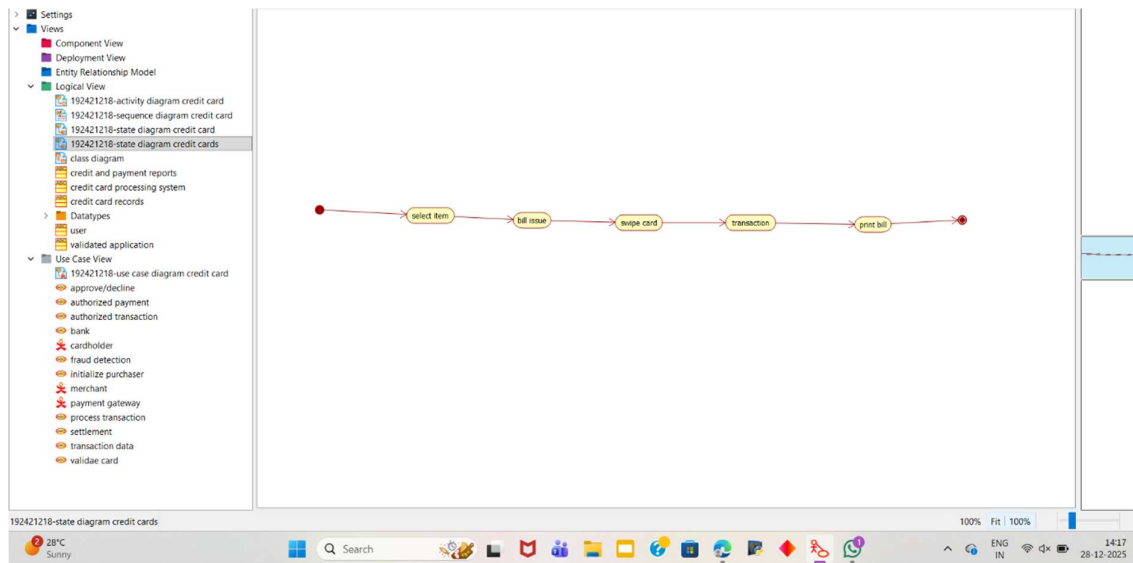 Settings
Views
Component View
Deployment View
Entity Relationship Model
Logical View
192421218-activity diagram credit card
192421218-sequence diagram credit card
192421218-state diagram credit card
192421218-state diagram credit cards
class diagram
credit and payment reports
credit card processing system
credit card records
Datatypes
user
validated application
Use Case View
192421218-use case diagram credit card
approve/decline
authorized payment
authorized transaction
bank
cardholder
fraud detection
initialize purchaser
merchant
payment gateway
process transaction
settlement
transaction data
validae card
select item
bill issue
swipe card
transaction
print bill
192421218-state diagram credit cards
100% Fit 100%
2
28°C
Sunny
Search
1
ENG
IN
14:17
28-12-2025